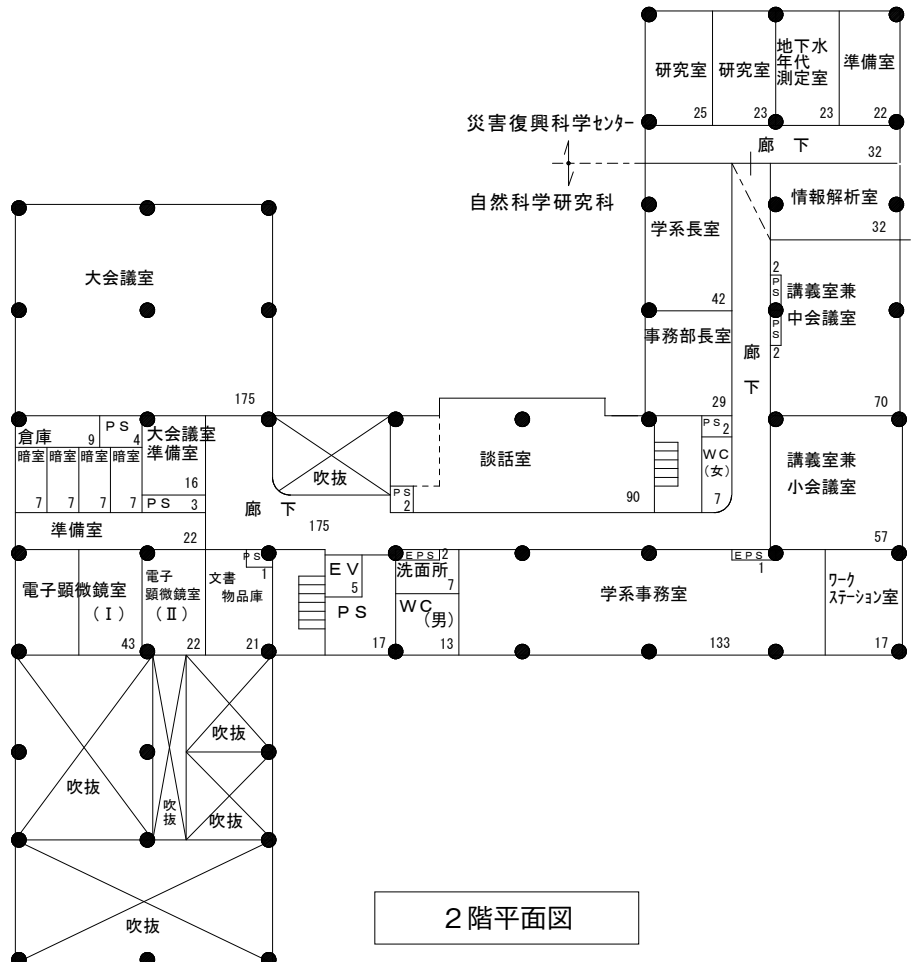 研究室
25
研究室
23
地下水
年代
測定室
23
準備室
22
災害復興科学センター
自然科学研究科
廊 下
32
情報解析室
32
学系長室
42
2
PS
PS
2
講義室兼
中会議室
70
大会議室
175
事務部長室
29
廊
下
倉庫
9
PS
4
大会議室
準備室
16
暗室
7
暗室
7
暗室
7
暗室
7
PS
3
吹抜
PS
2
談話室
90
PS
2
WC
(女)
7
講義室兼
小会議室
57
廊 下
175
準備室
22
電子顕微鏡室
(Ⅰ)
43
電子
顕微鏡室
(Ⅱ)
22
文書
物品庫
21
PS
1
EV
5
PS
17
EPS
2
洗面所
7
WC
(男)
13
学系事務室
133
EPS
1
ワーク
ステーション室
17
吹抜
吹抜
吹抜
吹抜
吹抜
2階平面図